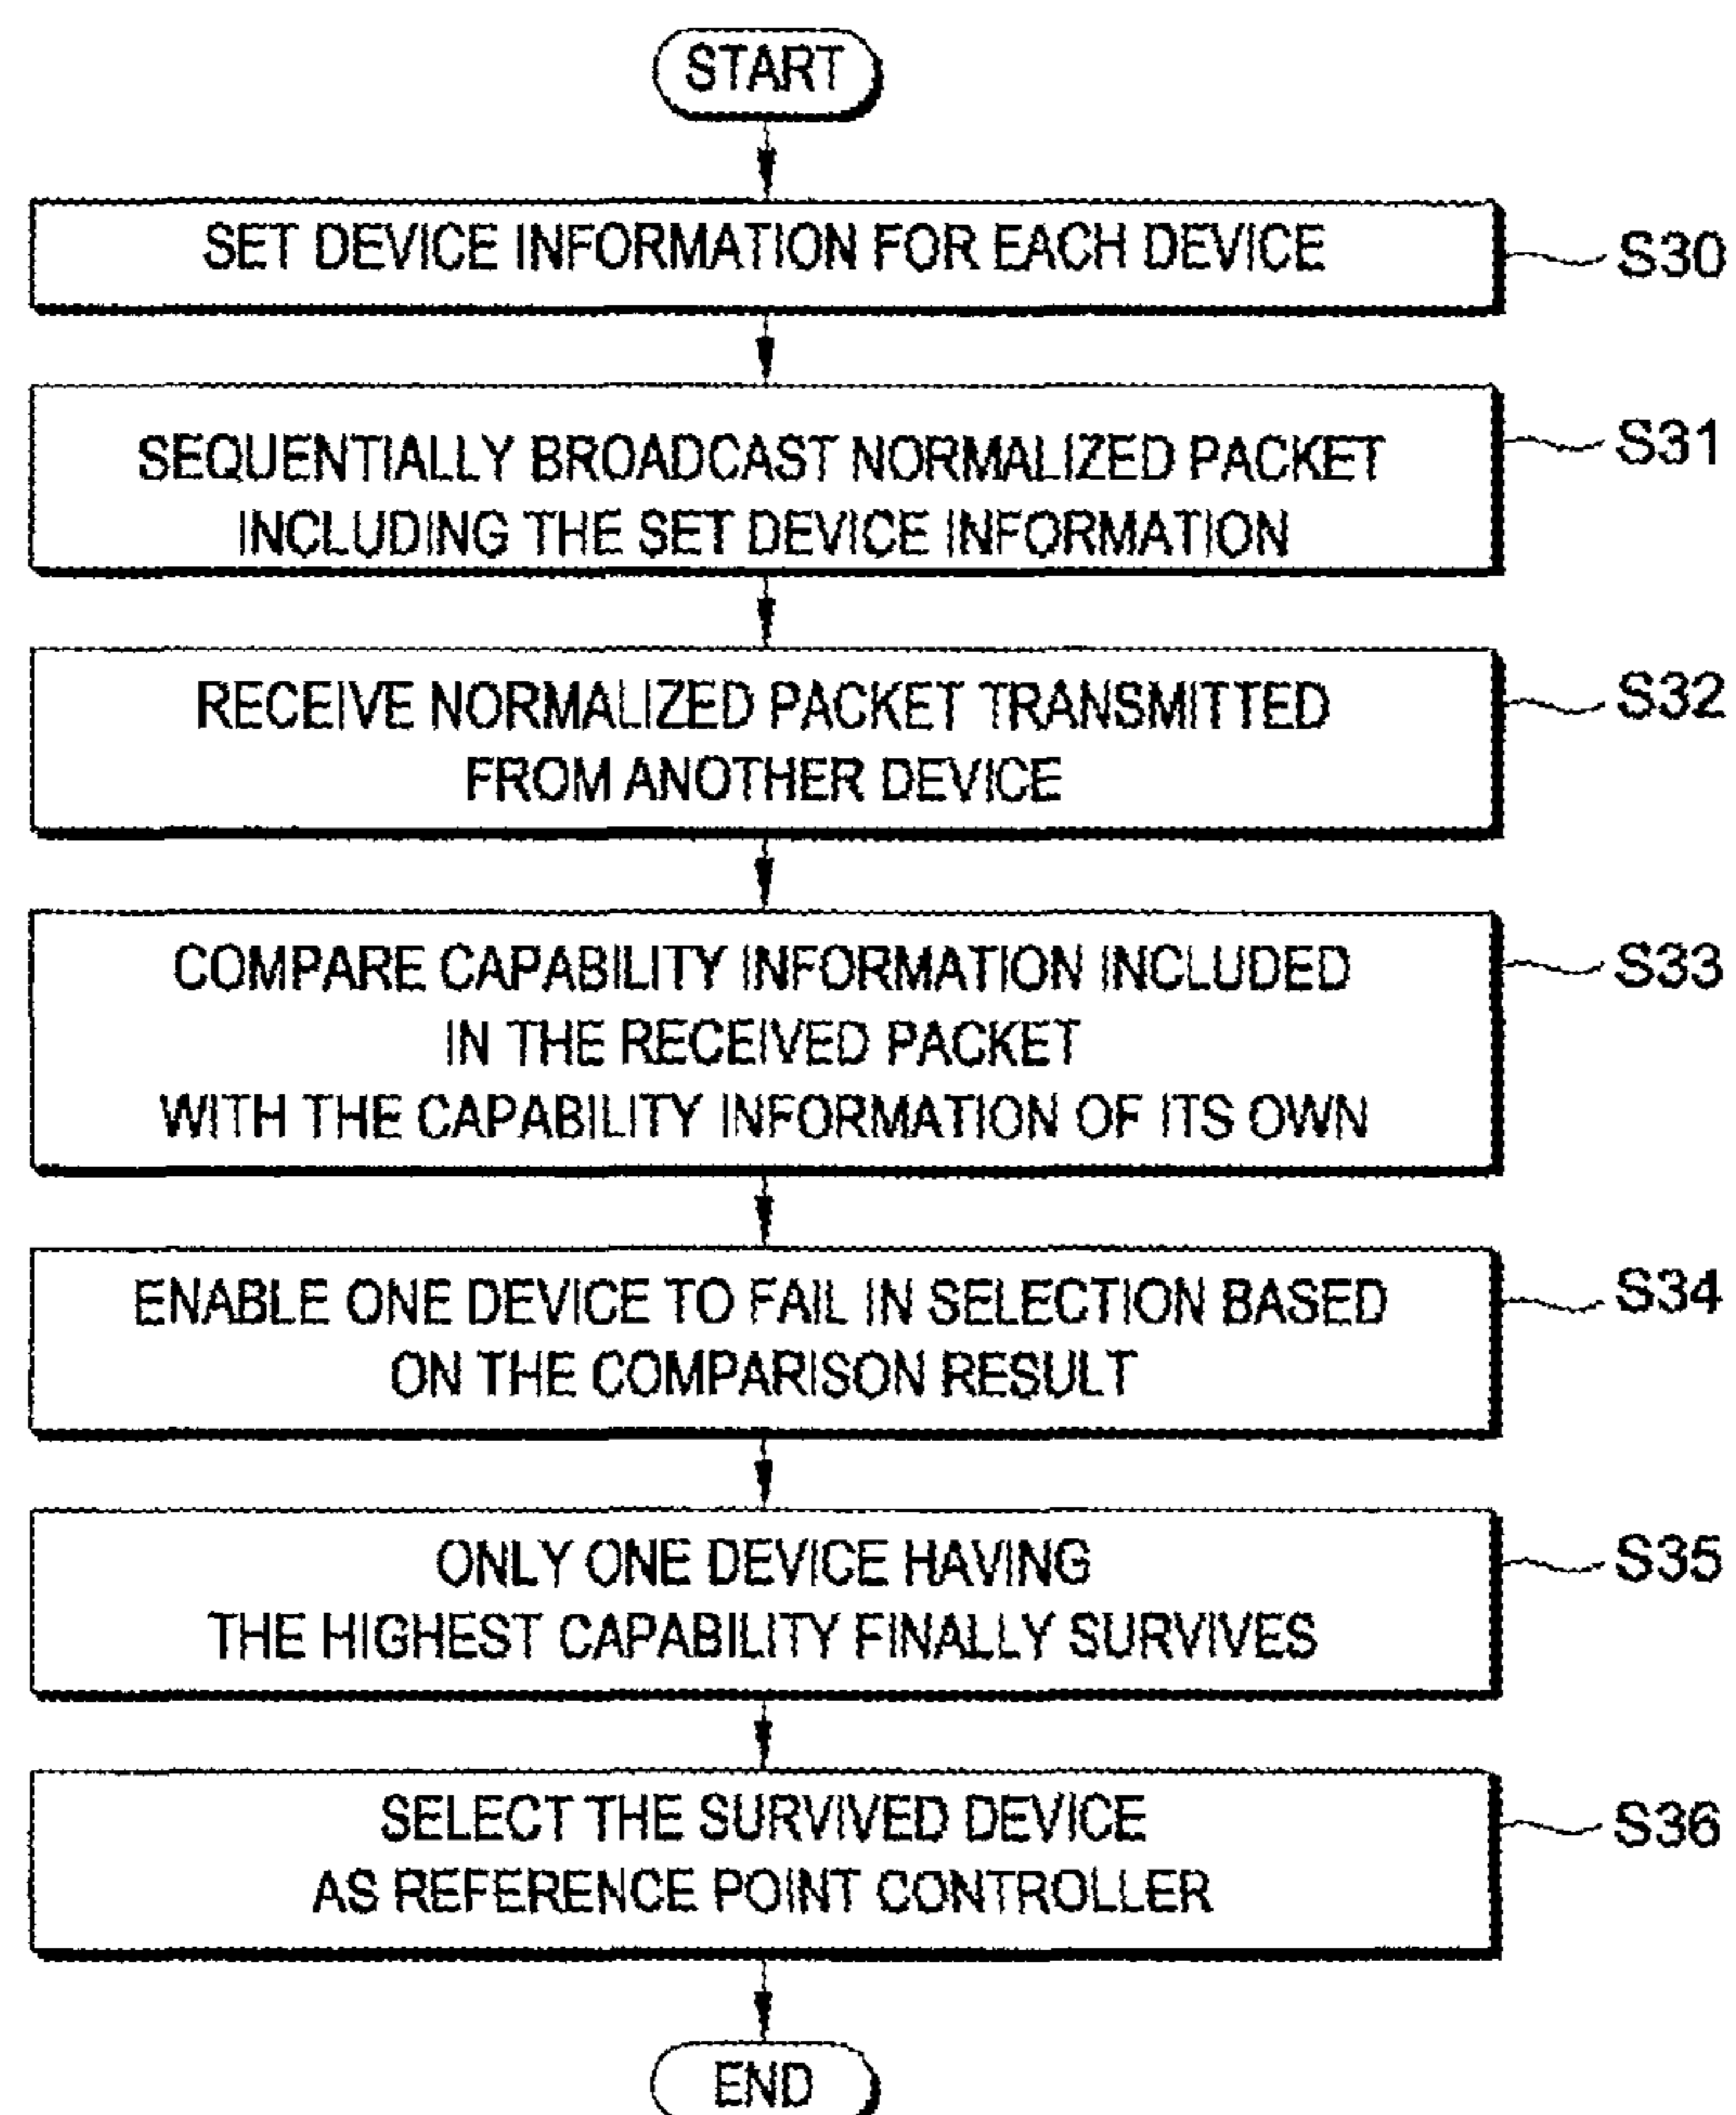 START
SET DEVICE INFORMATION FOR EACH DEVICE
S30
SEQUENTIALLY BROADCAST NORMALIZED PACKET
INCLUDING THE SET DEVICE INFORMATION
S31
RECEIVE NORMALIZED PACKET TRANSMITTED
FROM ANOTHER DEVICE
S32
COMPARE CAPABILITY INFORMATION INCLUDED
IN THE RECEIVED PACKET
WITH THE CAPABILITY INFORMATION OF ITS OWN
S33
ENABLE ONE DEVICE TO FAIL IN SELECTION BASED
ON THE COMPARISON RESULT
S34
ONLY ONE DEVICE HAVING
THE HIGHEST CAPABILITY FINALLY SURVIVES
S35
SELECT THE SURVIVED DEVICE
AS REFERENCE POINT CONTROLLER
S36
END